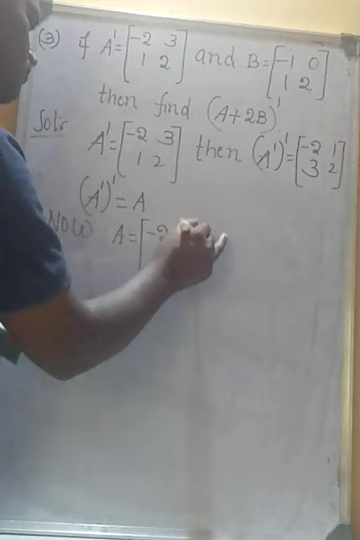 (3) If A' = [-2 3 and B = [-1 0
1 2] 1 2]
then find (A+2B)'
Sol:- A' = [-2 3 then (A')' = [-2 1
1 2] 3 2]
(A')' = A
NOW A = [-2